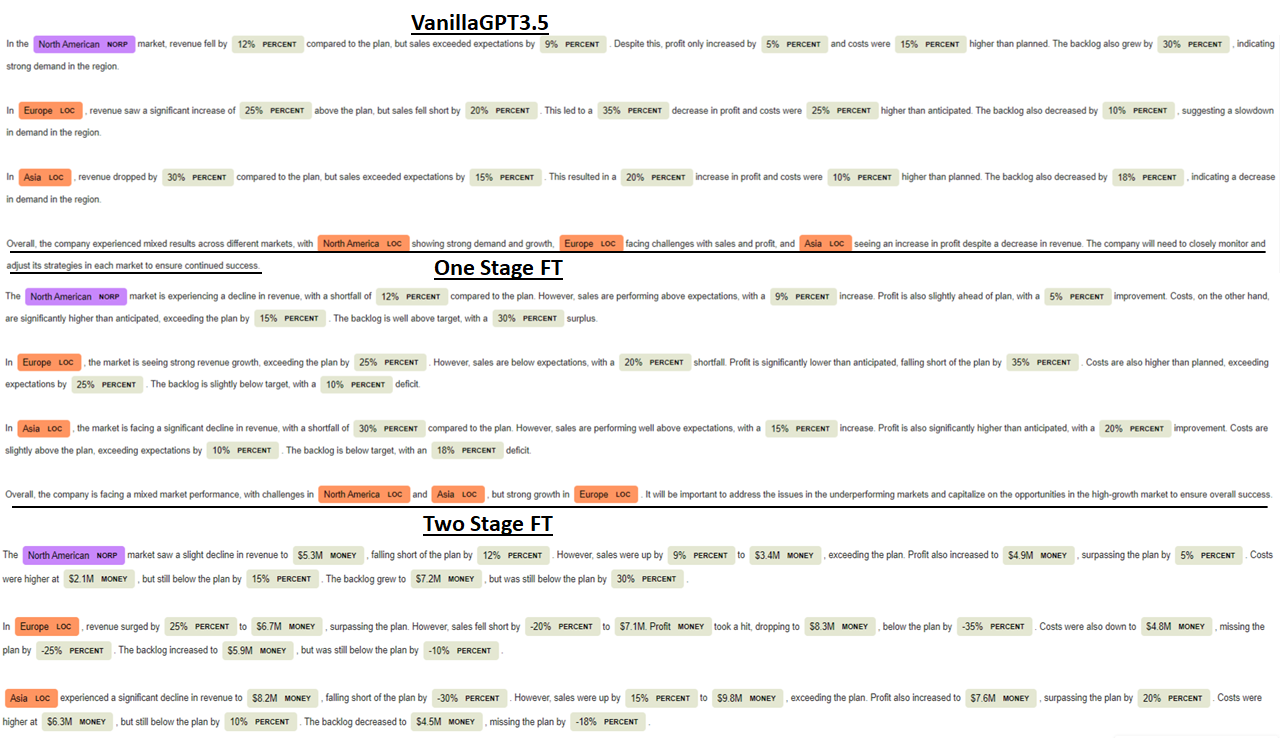 VanillaGPT3.5
In the North American NORP market, revenue fell by 12% PERCENT compared to the plan, but sales exceeded expectations by 9% PERCENT . Despite this, profit only increased by 5% PERCENT and costs were 15% PERCENT higher than planned. The backlog also grew by 30% PERCENT , indicating
strong demand in the region.
In Europe LOC , revenue saw a significant increase of 25% PERCENT above the plan, but sales fell short by 20% PERCENT . This led to a 35% PERCENT decrease in profit and costs were 25% PERCENT higher than anticipated. The backlog also decreased by 10% PERCENT , suggesting a slowdown
in demand in the region.
In Asia LOC , revenue dropped by 30% PERCENT compared to the plan, but sales exceeded expectations by 15% PERCENT . This resulted in a 20% PERCENT increase in profit and costs were 10% PERCENT higher than planned. The backlog also decreased by 18% PERCENT , indicating a decrease
in demand in the region.
Overall, the company experienced mixed results across different markets, with North America LOC showing strong demand and growth, Europe LOC facing challenges with sales and profit, and Asia LOC seeing an increase in profit despite a decrease in revenue. The company will need to closely monitor and
adjust its strategies in each market to ensure continued success.
One Stage FT
The North American NORP market is experiencing a decline in revenue, with a shortfall of 12% PERCENT compared to the plan. However, sales are performing above expectations, with a 9% PERCENT increase. Profit is also slightly ahead of plan, with a 5% PERCENT improvement. Costs, on the other hand,
are significantly higher than anticipated, exceeding the plan by 15% PERCENT . The backlog is well above target, with a 30% PERCENT surplus.
In Europe LOC , the market is seeing strong revenue growth, exceeding the plan by 25% PERCENT . However, sales are below expectations, with a 20% PERCENT shortfall. Profit is significantly lower than anticipated, falling short of the plan by 35% PERCENT . Costs are also higher than planned, exceeding
expectations by 25% PERCENT . The backlog is slightly below target, with a 10% PERCENT deficit.
In Asia LOC , the market is facing a significant decline in revenue, with a shortfall of 30% PERCENT compared to the plan. However, sales are performing well above expectations, with a 15% PERCENT increase. Profit is also significantly higher than anticipated, with a 20% PERCENT improvement. Costs are
slightly above the plan, exceeding expectations by 10% PERCENT . The backlog is below target, with an 18% PERCENT deficit.
Overall, the company is facing a mixed market performance, with challenges in North America LOC and Asia LOC , but strong growth in Europe LOC . It will be important to address the issues in the underperforming markets and capitalize on the opportunities in the high-growth market to ensure overall success.
Two Stage FT
The North American NORP market saw a slight decline in revenue to $5.3M MONEY , falling short of the plan by 12% PERCENT . However, sales were up by 9% PERCENT to $3.4M MONEY , exceeding the plan. Profit also increased to $4.9M MONEY , surpassing the plan by 5% PERCENT . Costs
were higher at $2.1M MONEY , but still below the plan by 15% PERCENT . The backlog grew to $7.2M MONEY , but was still below the plan by 30% PERCENT .
In Europe LOC , revenue surged by 25% PERCENT to $6.7M MONEY , surpassing the plan. However, sales fell short by -20% PERCENT to $7.1M. Profit MONEY took a hit, dropping to $8.3M MONEY , below the plan by -35% PERCENT . Costs were also down to $4.8M MONEY , missing the
plan by -25% PERCENT . The backlog increased to $5.9M MONEY , but was still below the plan by -10% PERCENT .
Asia LOC experienced a significant decline in revenue to $8.2M MONEY , falling short of the plan by -30% PERCENT . However, sales were up by 15% PERCENT to $9.8M MONEY , exceeding the plan. Profit also increased to $7.6M MONEY , surpassing the plan by 20% PERCENT . Costs were
higher at $6.3M MONEY , but still below the plan by 10% PERCENT . The backlog decreased to $4.5M MONEY , missing the plan by -18% PERCENT .